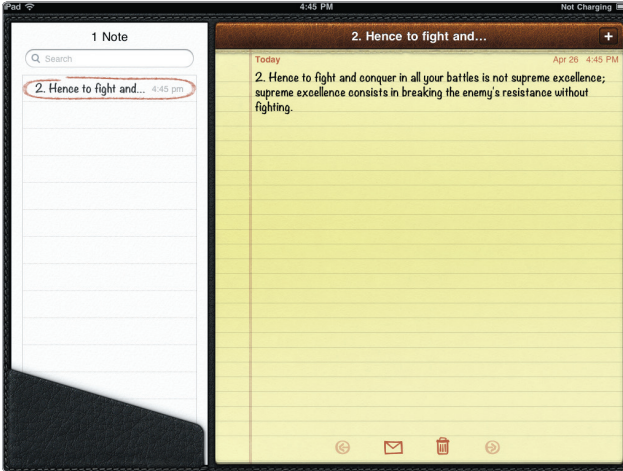 iPad 4:45 PM Not Charging
1 Note
Search
2. Hence to fight and... 4:45 pm
2. Hence to fight and...
Today Apr 26 4:45 PM
2. Hence to fight and conquer in all your battles is not supreme excellence;
supreme excellence consists in breaking the enemy's resistance without
fighting.